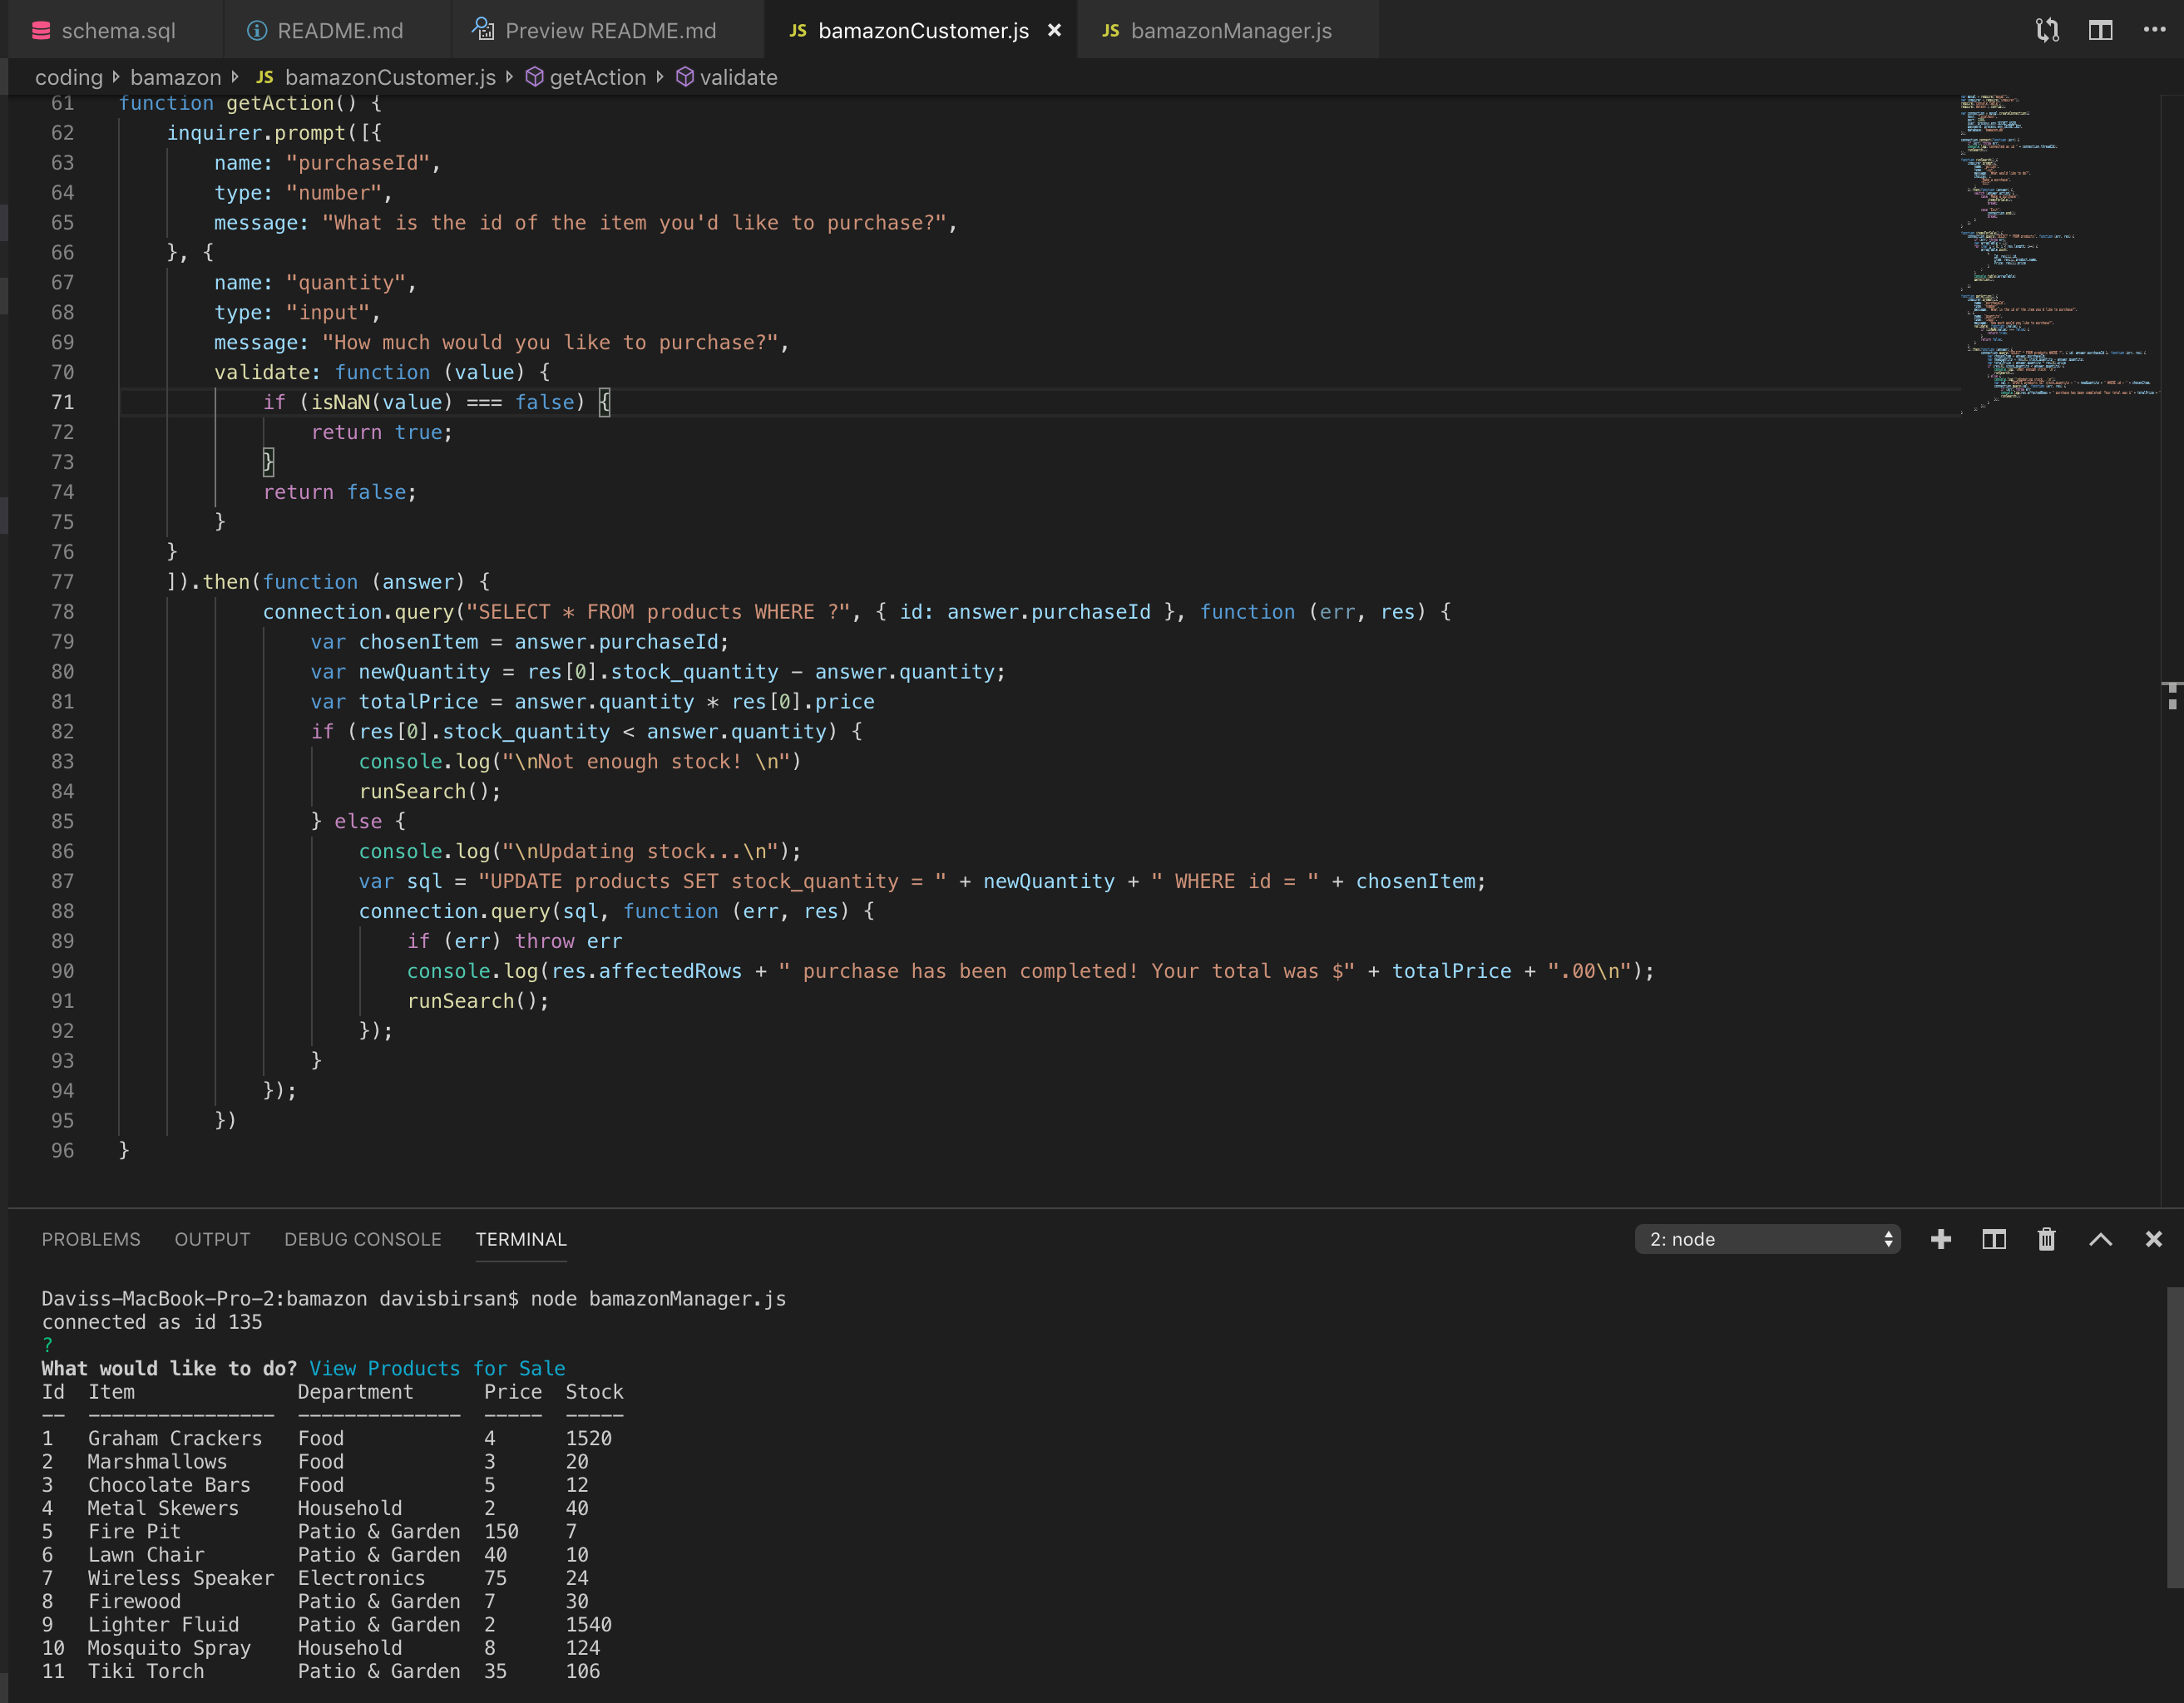 schema.sql README.md Preview README.md JS bamazonCustomer.js JS bamazonManager.js
coding bamazon JS bamazonCustomer.js getAction validate
61 function getAction() {
62 inquirer.prompt([{
63 name: "purchaseId",
64 type: "number",
65 message: "What is the id of the item you'd like to purchase?",
66 }, {
67 name: "quantity",
68 type: "input",
69 message: "How much would you like to purchase?",
70 validate: function (value) {
71 if (isNaN(value) === false) {
72 return true;
73 }
74 return false;
75 }
76 }
77 ]).then(function (answer) {
78 connection.query("SELECT * FROM products WHERE ?", { id: answer.purchaseId }, function (err, res) {
79 var chosenItem = answer.purchaseId;
80 var newQuantity = res[0].stock_quantity - answer.quantity;
81 var totalPrice = answer.quantity * res[0].price
82 if (res[0].stock_quantity < answer.quantity) {
83 console.log("\nNot enough stock! \n")
84 runSearch();
85 } else {
86 console.log("\nUpdating stock...\n");
87 var sql = "UPDATE products SET stock_quantity = " + newQuantity + " WHERE id = " + chosenItem;
88 connection.query(sql, function (err, res) {
89 if (err) throw err
90 console.log(res.affectedRows + " purchase has been completed! Your total was $" + totalPrice + ".00\n");
91 runSearch();
92 });
93 }
94 });
95 })
96 }
PROBLEMS OUTPUT DEBUG CONSOLE TERMINAL 2: node
Daviss-MacBook-Pro-2:bamazon davisbirsan$ node bamazonManager.js
connected as id 135
?
What would like to do? View Products for Sale
Id Item Department Price Stock
-- ---------------- -------------- ----- -----
1 Graham Crackers Food 4 1520
2 Marshmallows Food 3 20
3 Chocolate Bars Food 5 12
4 Metal Skewers Household 2 40
5 Fire Pit Patio & Garden 150 7
6 Lawn Chair Patio & Garden 40 10
7 Wireless Speaker Electronics 75 24
8 Firewood Patio & Garden 7 30
9 Lighter Fluid Patio & Garden 2 1540
10 Mosquito Spray Household 8 124
11 Tiki Torch Patio & Garden 35 106